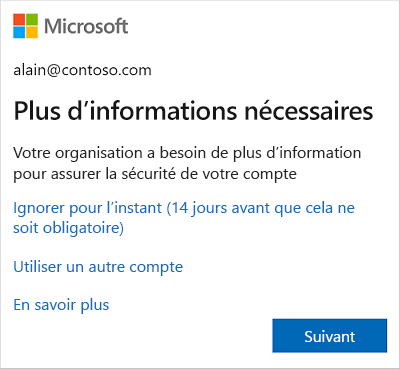 Microsoft
alain@contoso.com
Plus d’informations nécessaires
Votre organisation a besoin de plus d’information
pour assurer la sécurité de votre compte
Ignorer pour l’instant (14 jours avant que cela ne
soit obligatoire)
Utiliser un autre compte
En savoir plus
Suivant